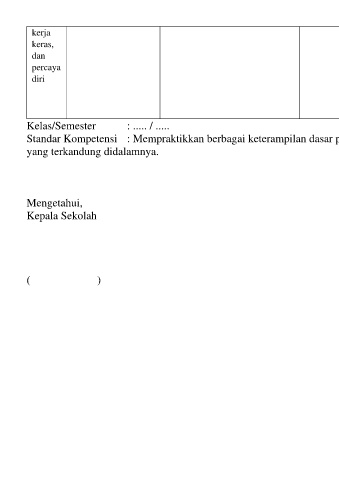 kerja
keras,
dan
percaya
diri
Kelas/Semester : ..... / .....
Standar Kompetensi : Mempraktikkan berbagai keterampilan dasar
yang terkandung didalamnya.
Mengetahui,
Kepala Sekolah
( )